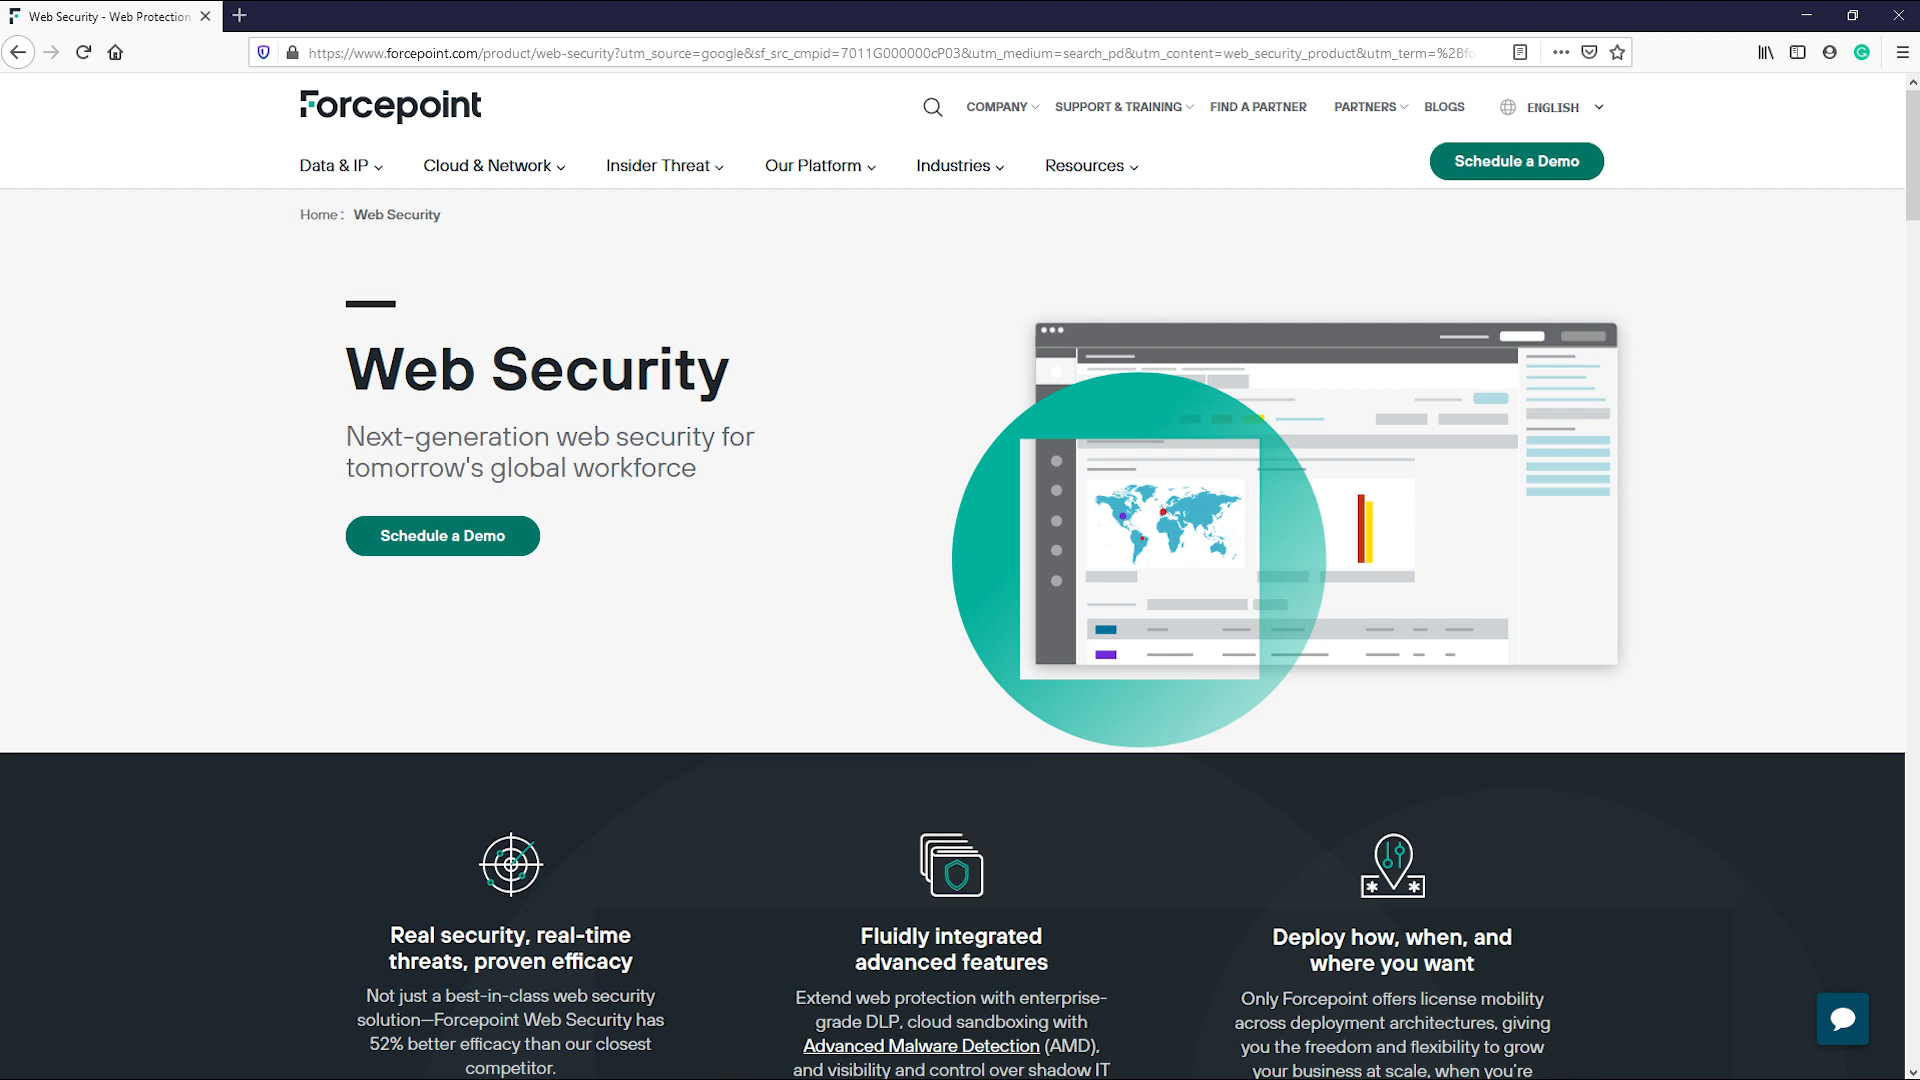 Web Security - Web Protection
https://www.forcepoint.com/product/web-security?utm_source=google&sf_src_cmpid=7011G000000cP03&utm_medium=search_pd&utm_content=web_security_product&utm_term=%2Bfo
Forcepoint
COMPANY
SUPPORT & TRAINING
FIND A PARTNER
PARTNERS
BLOGS
ENGLISH
Data & IP
Cloud & Network
Insider Threat
Our Platform
Industries
Resources
Schedule a Demo
Home : Web Security
Web Security
Next-generation web security for
tomorrow's global workforce
Schedule a Demo
Real security, real-time
threats, proven efficacy
Not just a best-in-class web security
solution—Forcepoint Web Security has
52% better efficacy than our closest
competitor.
Fluidly integrated
advanced features
Extend web protection with enterprise-
grade DLP, cloud sandboxing with
Advanced Malware Detection (AMD),
and visibility and control over shadow IT
Deploy how, when, and
where you want
Only Forcepoint offers license mobility
across deployment architectures, giving
you the freedom and flexibility to grow
your business at scale, when you're